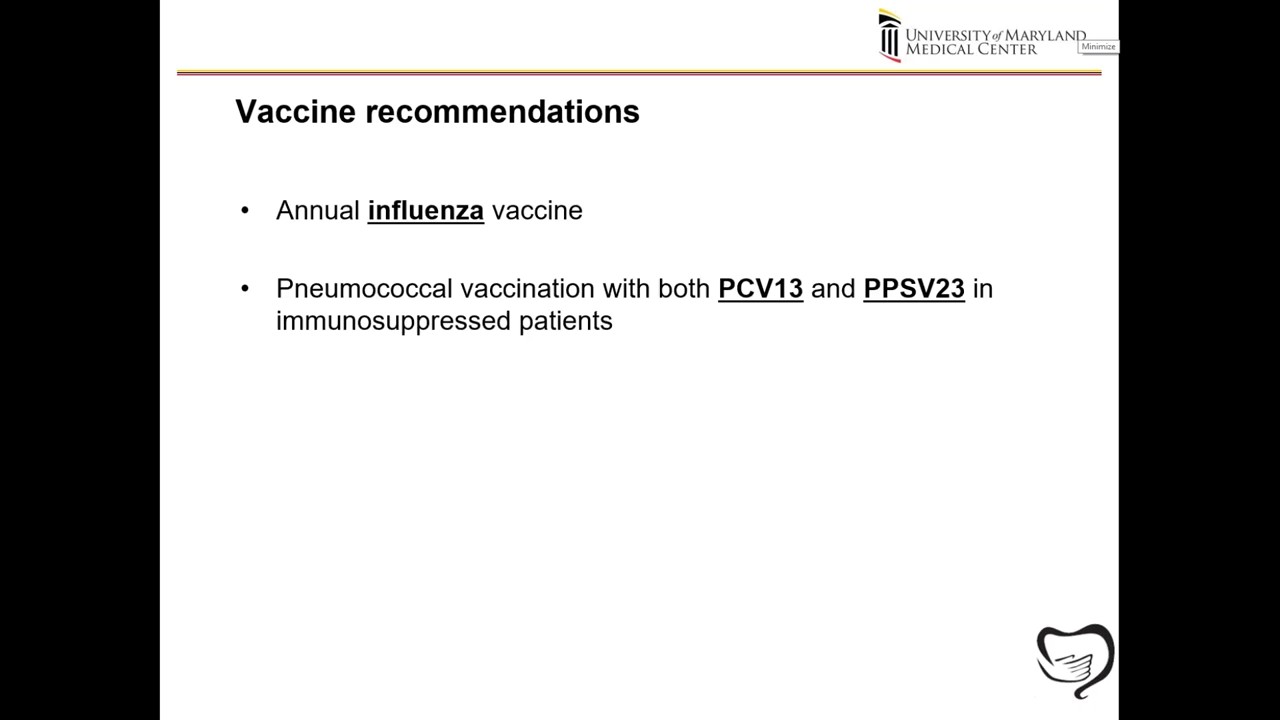 UNIVERSITY of MARYLAND
MEDICAL CENTER
Minimize
Vaccine recommendations
• Annual influenza vaccine
• Pneumococcal vaccination with both PCV13 and PPSV23 in
immunosuppressed patients